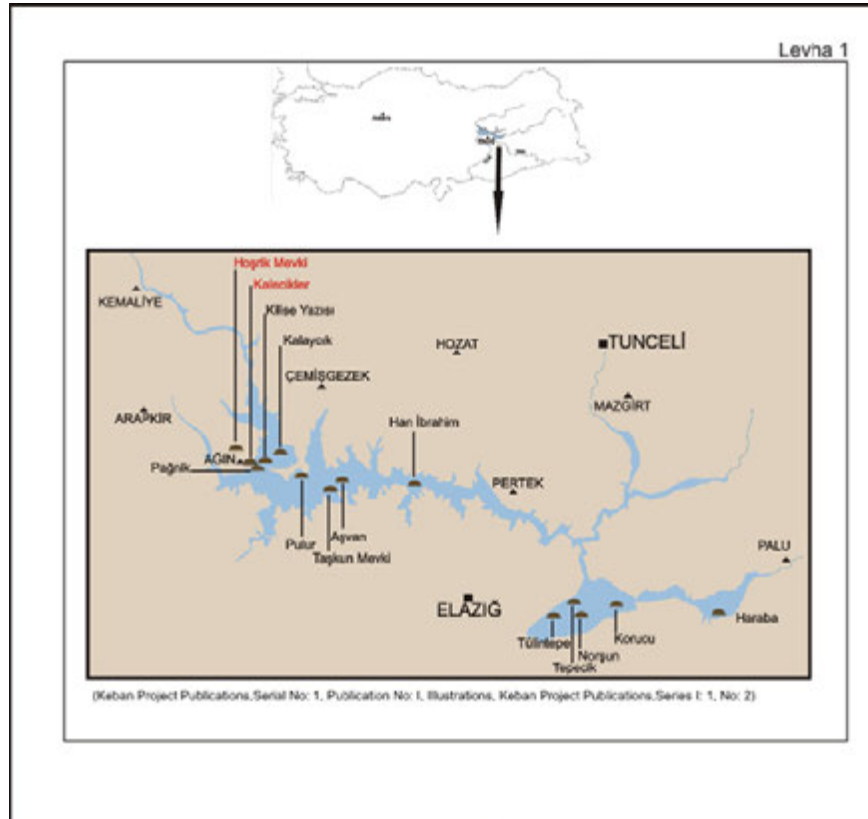 Levha 1
Hoşrik Mevki
Kalecikler
KEMALİYE
Kilise Yazısı
Kalaycık
HOZAT
TUNCELİ
ÇEMİŞGEZEK
MAZGİRT
ARAPKİR
Han İbrahim
AĞIN
Pağnik
PERTEK
Pulur
Aşvan
Taşkun Mevki
PALU
ELAZIĞ
Haraba
Tülintepe
Korucu
Norşun
Tepecik
(Keban Project Publications,Serial No: 1, Publication No: I, Illustrations, Keban Project Publications,Series I: 1, No: 2)